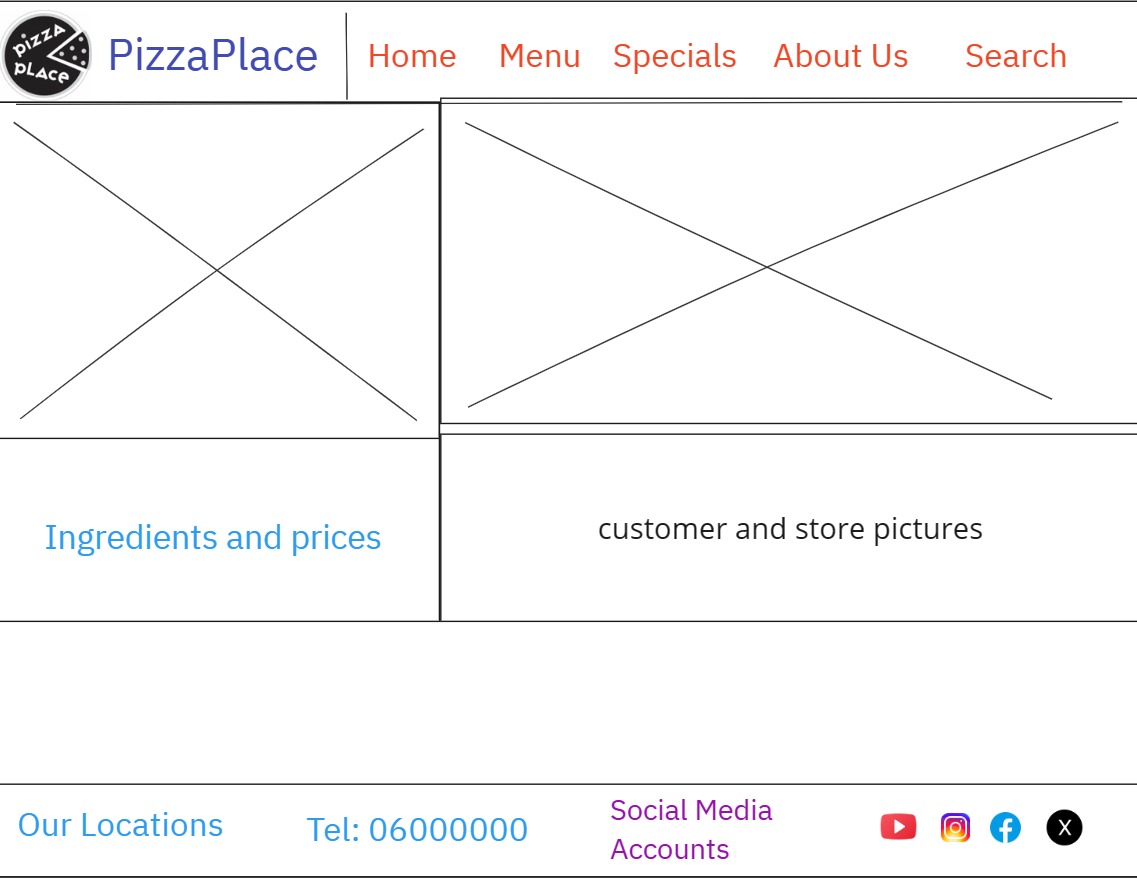 pizza
pLAce
PizzaPlace
Home Menu Specials About Us Search
Ingredients and prices
customer and store pictures
Our Locations
Tel: 06000000
Social Media
Accounts
X